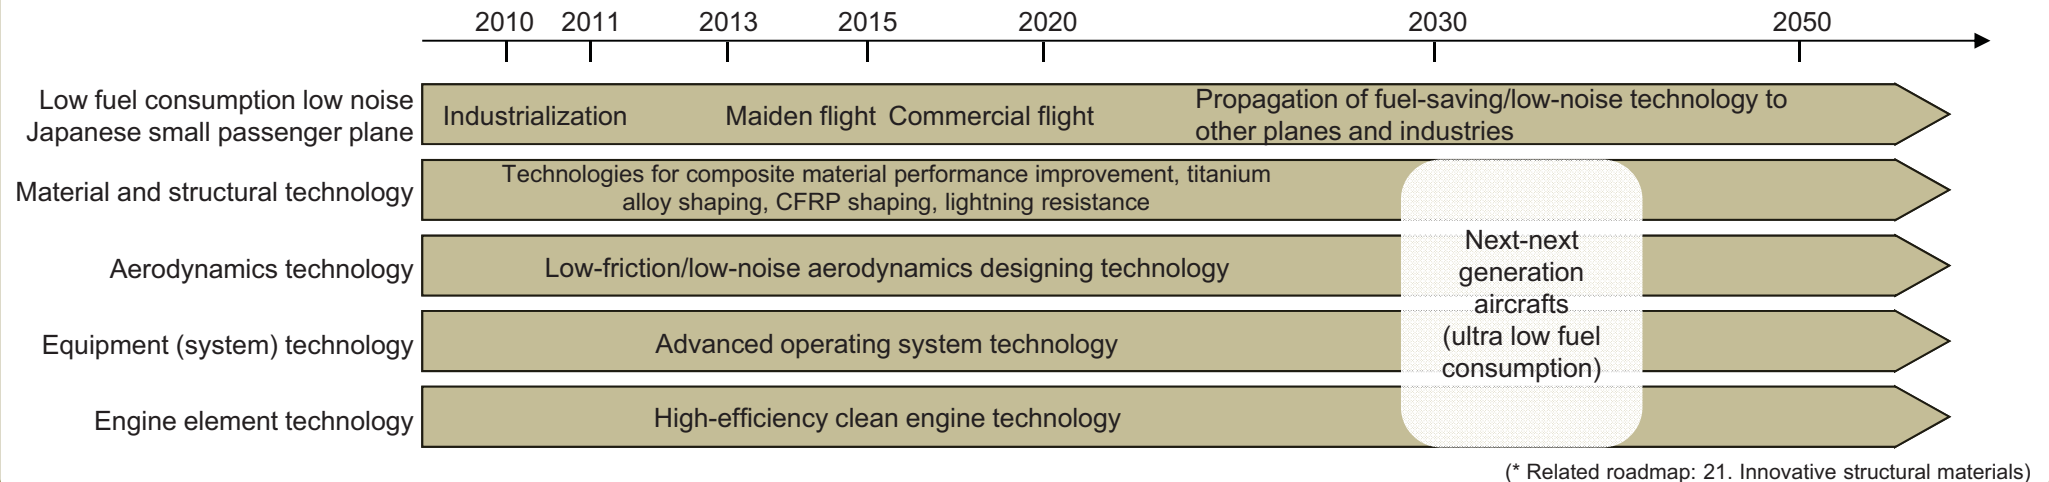 2010 2011 2013 2015 2020 2030 2050
Low fuel consumption low noise
Japanese small passenger plane
Industrialization
Maiden flight
Commercial flight
Propagation of fuel-saving/low-noise technology to
other planes and industries
Material and structural technology
Technologies for composite material performance improvement, titanium
alloy shaping, CFRP shaping, lightning resistance
Aerodynamics technology
Low-friction/low-noise aerodynamics designing technology
Equipment (system) technology
Advanced operating system technology
Engine element technology
High-efficiency clean engine technology
Next-next
generation
aircrafts
(ultra low fuel
consumption)
(* Related roadmap: 21. Innovative structural materials)